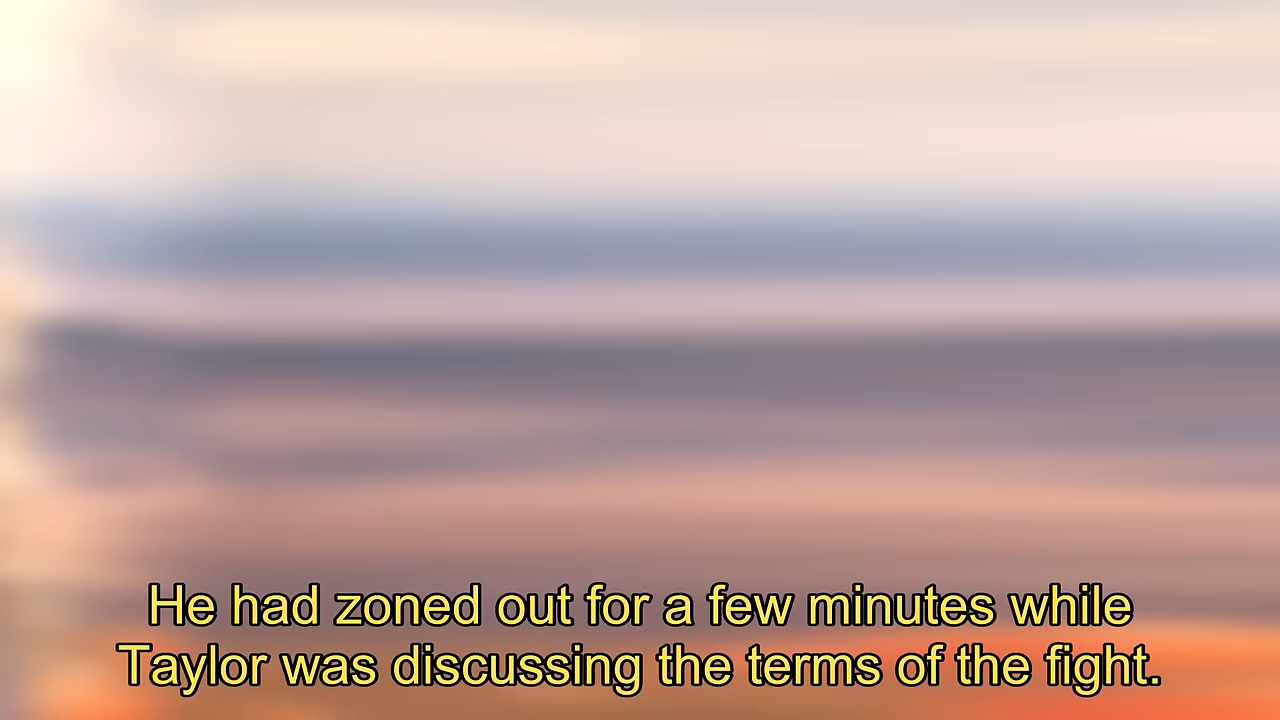 He had zoned out for a few minutes while
Taylor was discussing the terms of the fight.